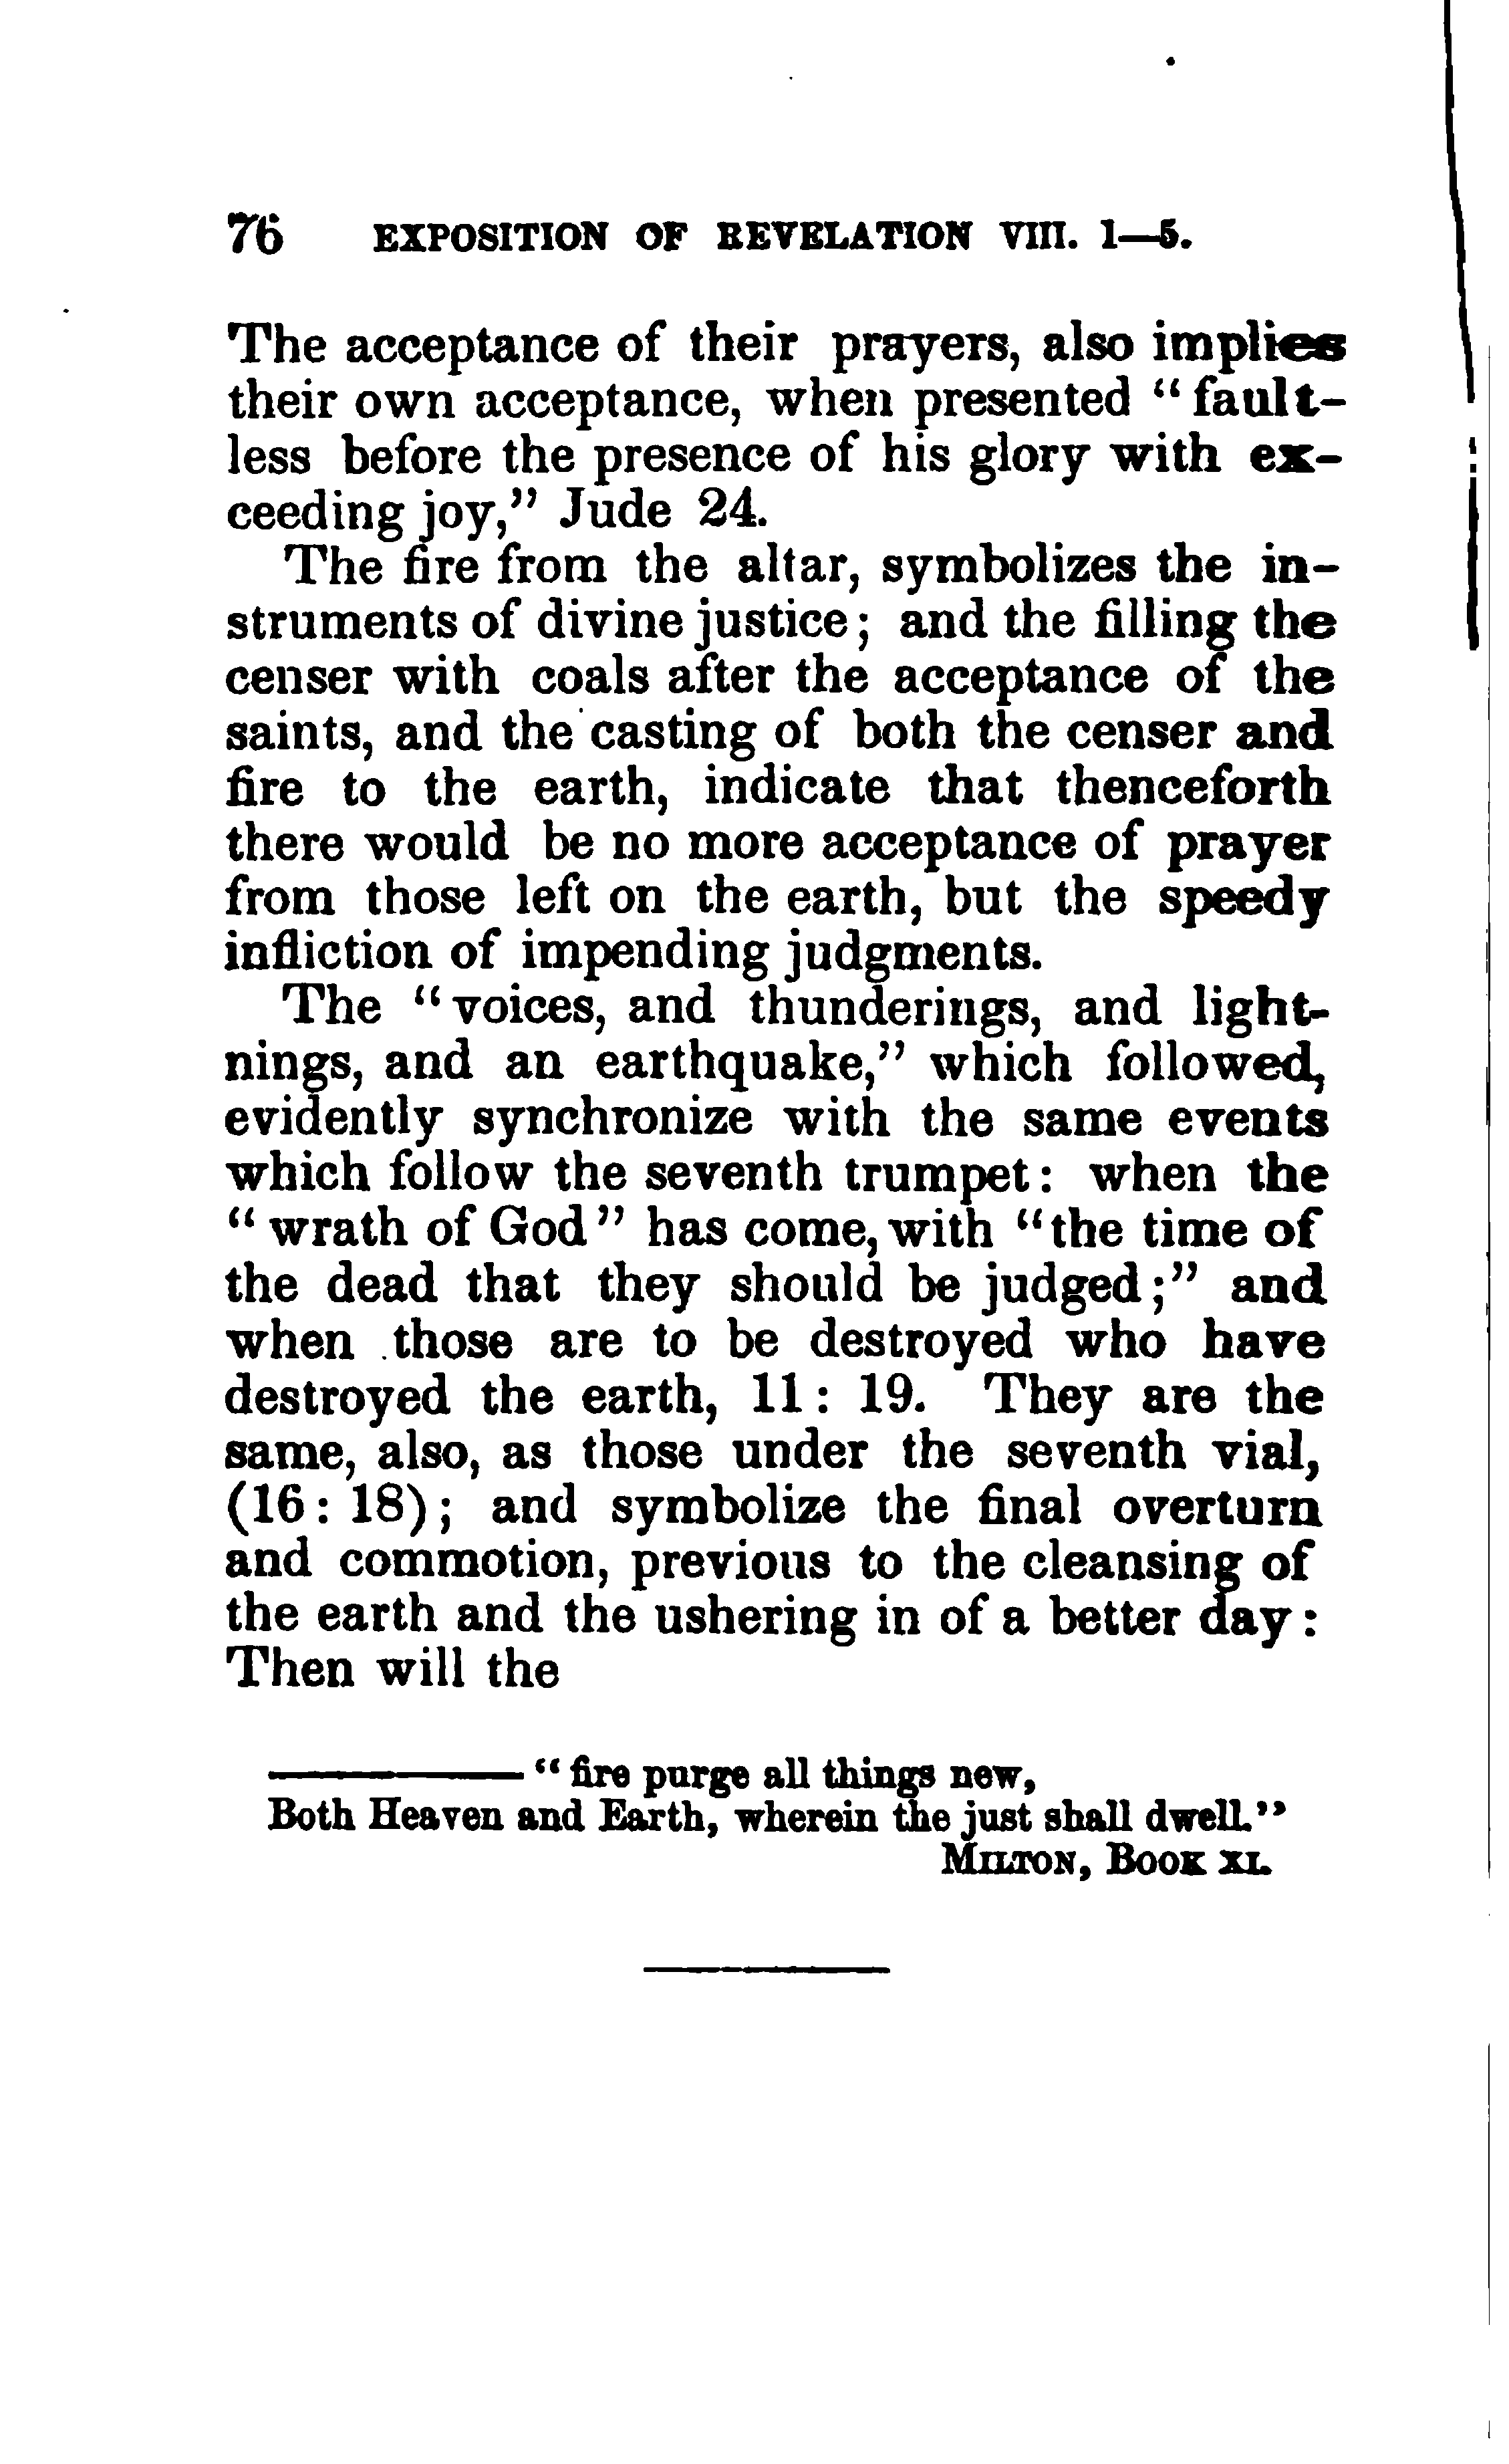 76 EXPOSITION OF REVELATION VIII. 1—5.
The acceptance of their prayers, also implies
their own acceptance, when presented “fault-
less before the presence of his glory with ex-
ceeding joy,” Jude 24.
The fire from the altar, symbolizes the in-
struments of divine justice; and the filling the
censer with coals after the acceptance of the
saints, and the casting of both the censer and
fire to the earth, indicate that thenceforth
there would be no more acceptance of prayer
from those left on the earth, but the speedy
infliction of impending judgments.
The “voices, and thunderings, and light-
nings, and an earthquake,” which followed,
evidently synchronize with the same events
which follow the seventh trumpet: when the
“wrath of God” has come, with “the time of
the dead that they should be judged;” and
when those are to be destroyed who have
destroyed the earth, 11: 19. They are the
same, also, as those under the seventh vial,
(16: 18); and symbolize the final overturn
and commotion, previous to the cleansing of
the earth and the ushering in of a better day:
Then will the
———— “fire purge all things new,
Both Heaven and Earth, wherein the just shall dwell.”
MILTON, BOOK XI.